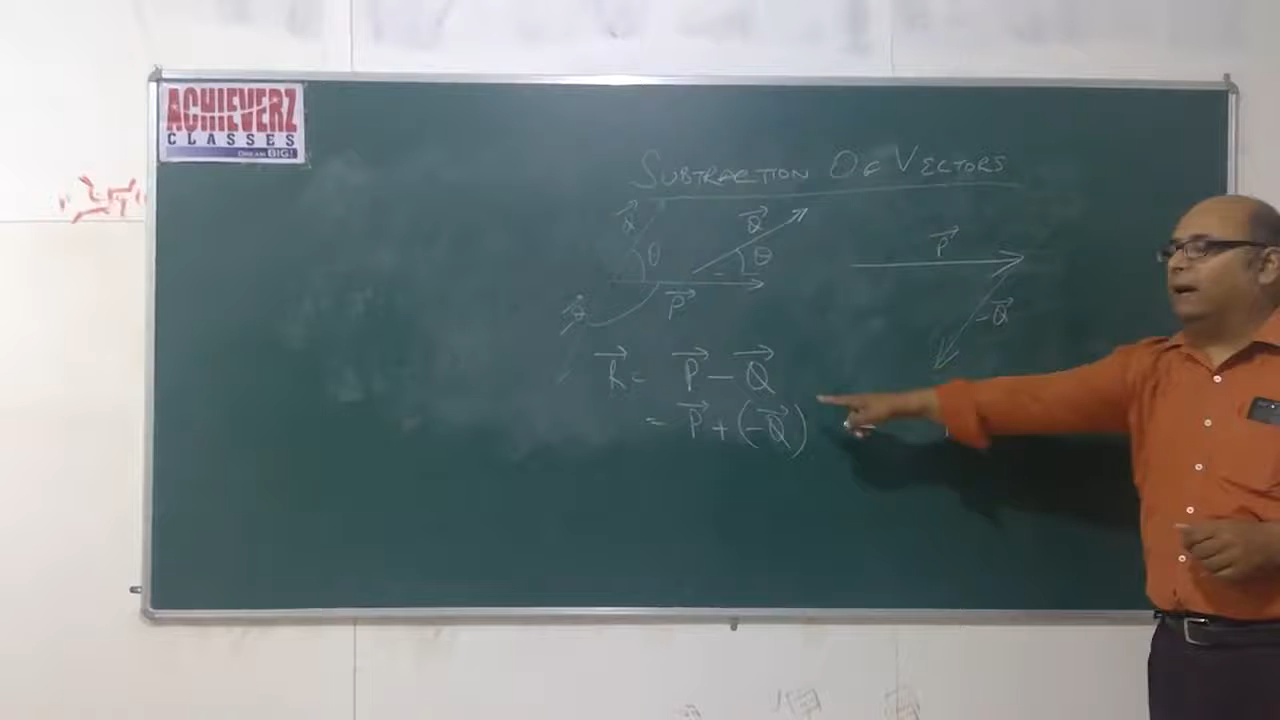 ACHIEVERZ
CLASSES
DREAM BIG!
SUBTRACTION OF VECTORS
Q⃗ θ
Q⃗ θ
P⃗
P⃗
-Q⃗
R⃗ = P⃗ - Q⃗
= P⃗ + (-Q⃗)